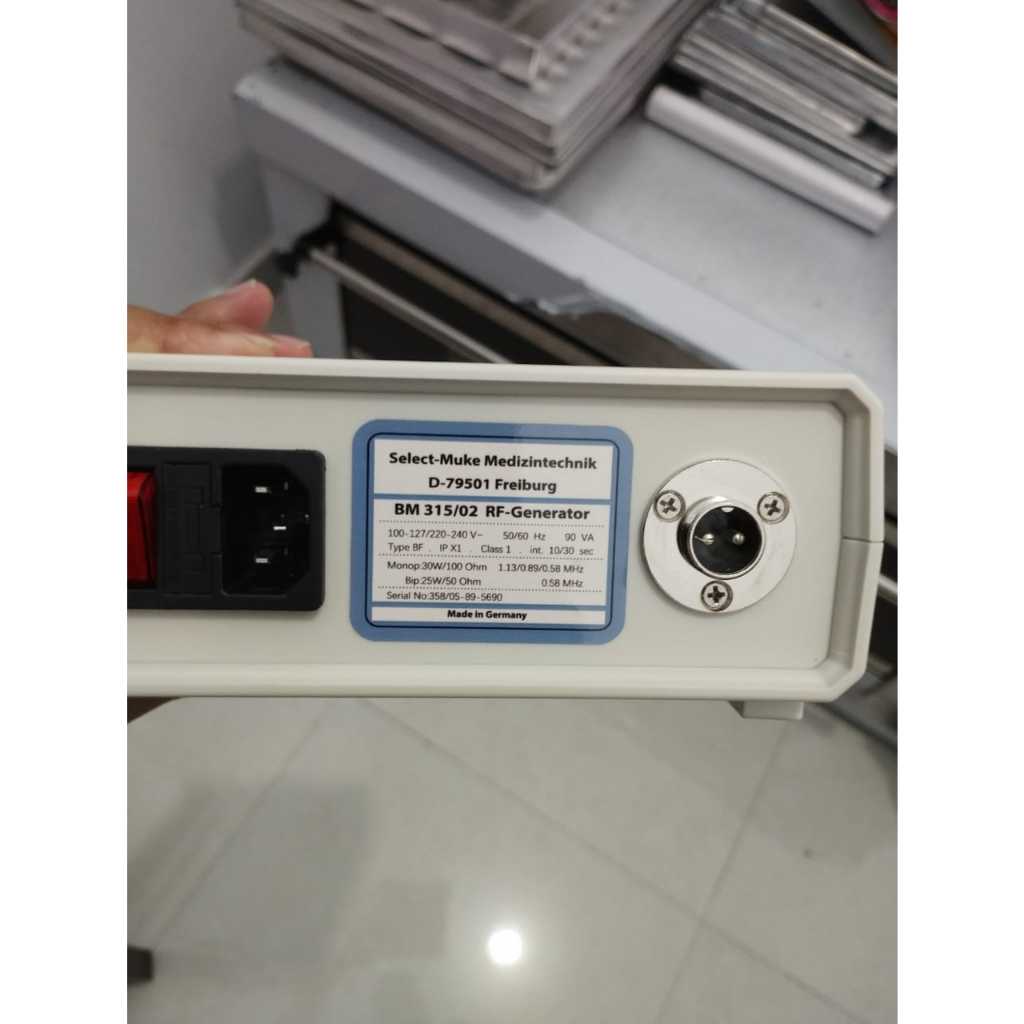 Select-Muke Medizintechnik
D-79501 Freiburg
BM 315/02 RF-Generator
100-127/220-240 V~ 50/60 Hz 90 VA
Type BF . IP X1 . Class 1 . int. 10/30 sec
Monop:30W/100 Ohm 1.13/0.89/0.58 MHz
Bip:25W/50 Ohm 0.58 MHz
Serial No:358/05-89-5690
Made in Germany